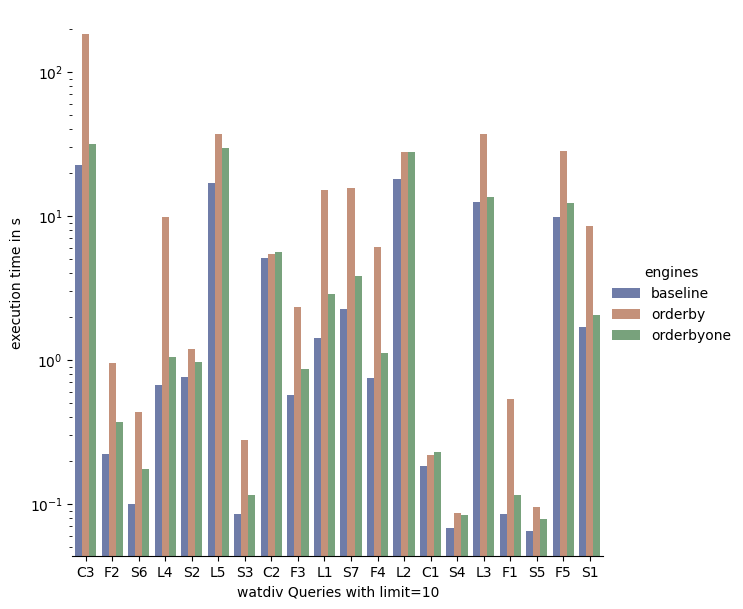 10²
10¹
10⁰
10⁻¹
execution time in s
C3 F2 S6 L4 S2 L5 S3 C2 F3 L1 S7 F4 L2 C1 S4 L3 F1 S5 F5 S1
watdiv Queries with limit=10
engines
baseline
orderby
orderbyone